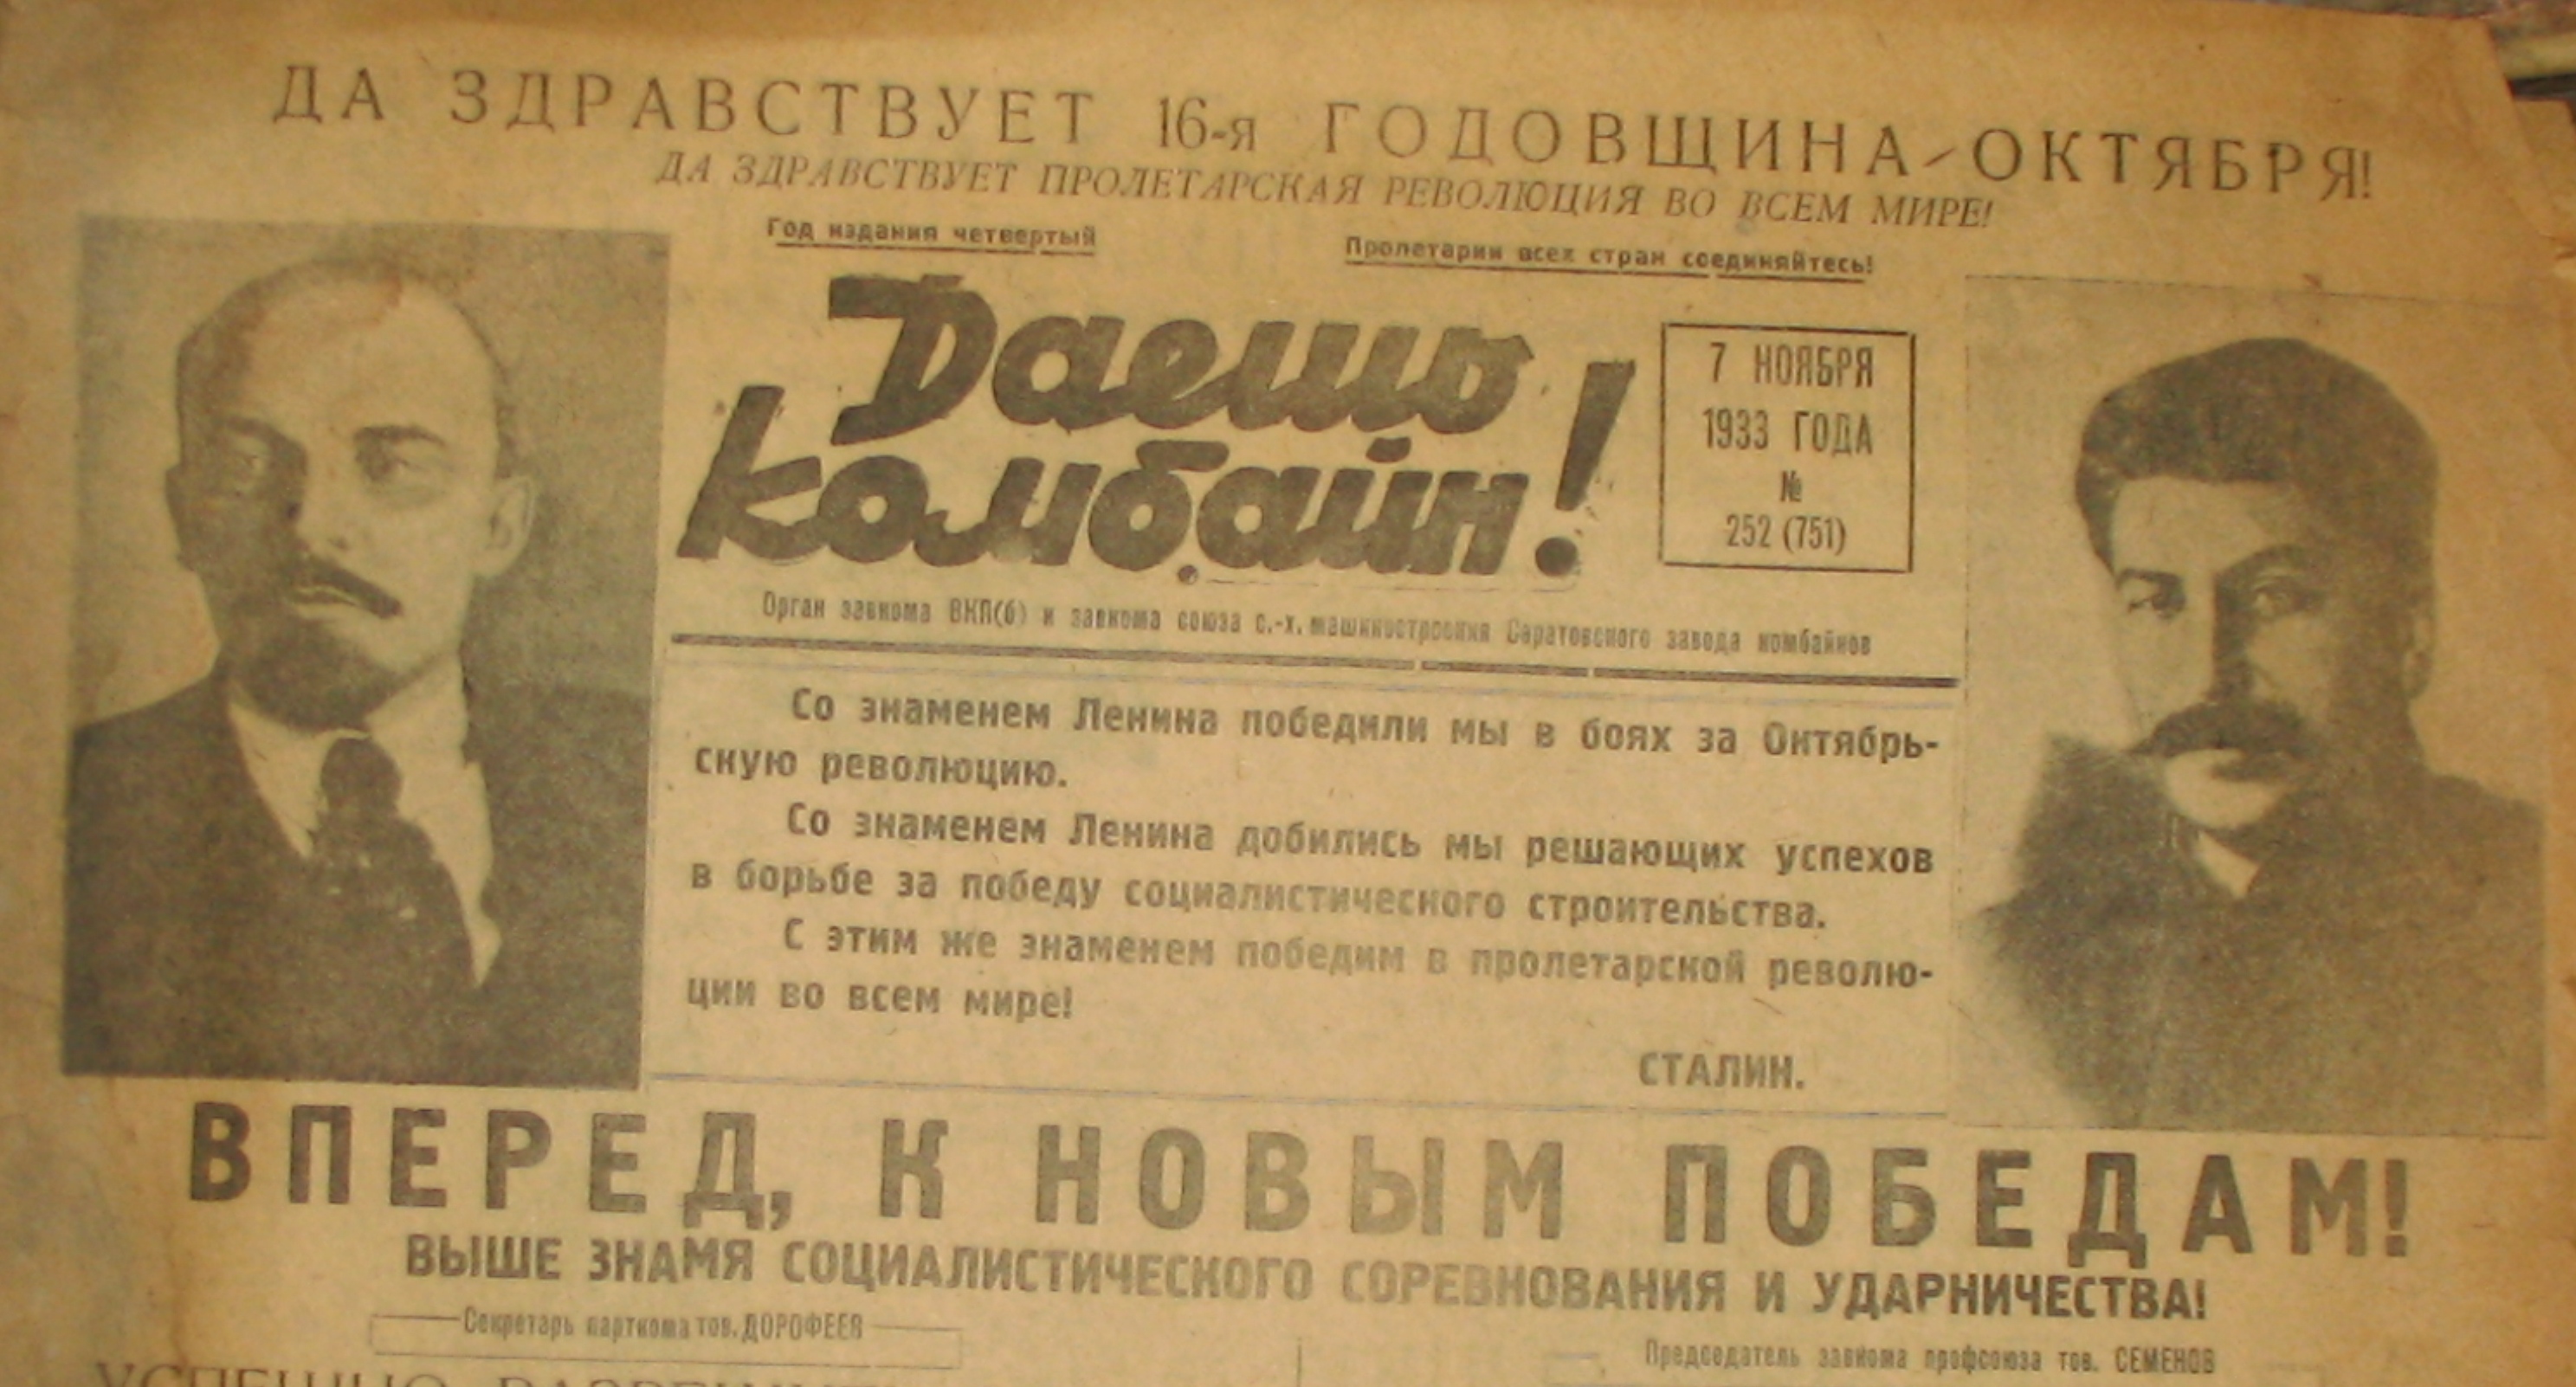 ДА ЗДРАВСТВУЕТ 16-я ГОДОВЩИНА ОКТЯБРЯ!
ДА ЗДРАВСТВУЕТ ПРОЛЕТАРСКАЯ РЕВОЛЮЦИЯ ВО ВСЕМ МИРЕ!
Год издания четвертый
Пролетарии всех стран соединяйтесь!
Даешь
комбайн!
7 НОЯБРЯ
1933 ГОДА
№
252 (751)
Орган завкома ВКП(б) и завкома союза с.-х. машиностроения Саратовского завода комбайнов
Со знаменем Ленина победили мы в боях за Октябрь-
скую революцию.
Со знаменем Ленина добились мы решающих успехов
в борьбе за победу социалистического строительства.
С этим же знаменем победим в пролетарской револю-
ции во всем мире!
СТАЛИН.
ВПЕРЕД, К НОВЫМ ПОБЕДАМ!
ВЫШЕ ЗНАМЯ СОЦИАЛИСТИЧЕСКОГО СОРЕВНОВАНИЯ И УДАРНИЧЕСТВА!
Секретарь парткома тов. ДОРОФЕЕВ
Председатель завкома профсоюза тов. СЕМЕНОВ